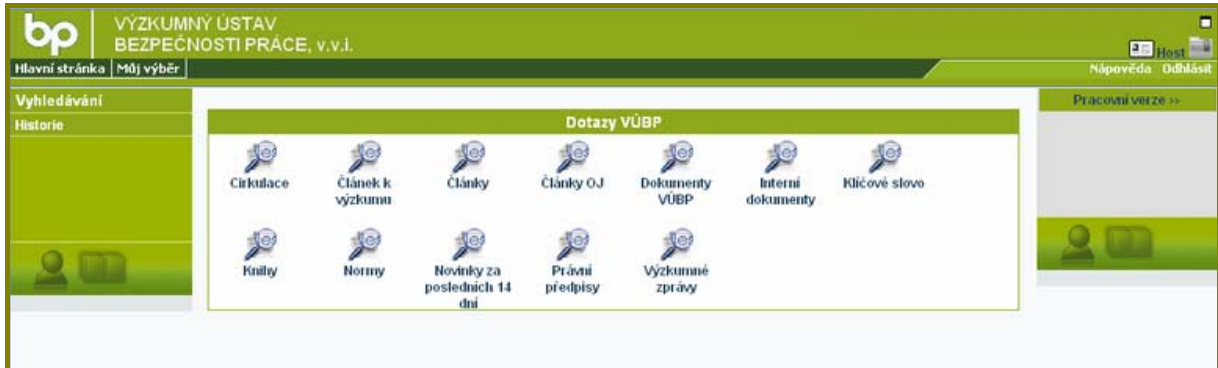 bp
VÝZKUMNÝ ÚSTAV
BEZPEČNOSTI PRÁCE, v.v.i.
Host
Hlavní stránka Můj výběr
Nápověda Odhlásit
Vyhledávání
Historie
Pracovní verze >>
Dotazy VÚBP
Cirkulace
Článek k
výzkumu
Články
Články OJ
Dokumenty
VÚBP
Interní
dokumenty
Klíčové slovo
Knihy
Normy
Novinky za
posledních 14
dní
Právní
předpisy
Výzkumné
zprávy